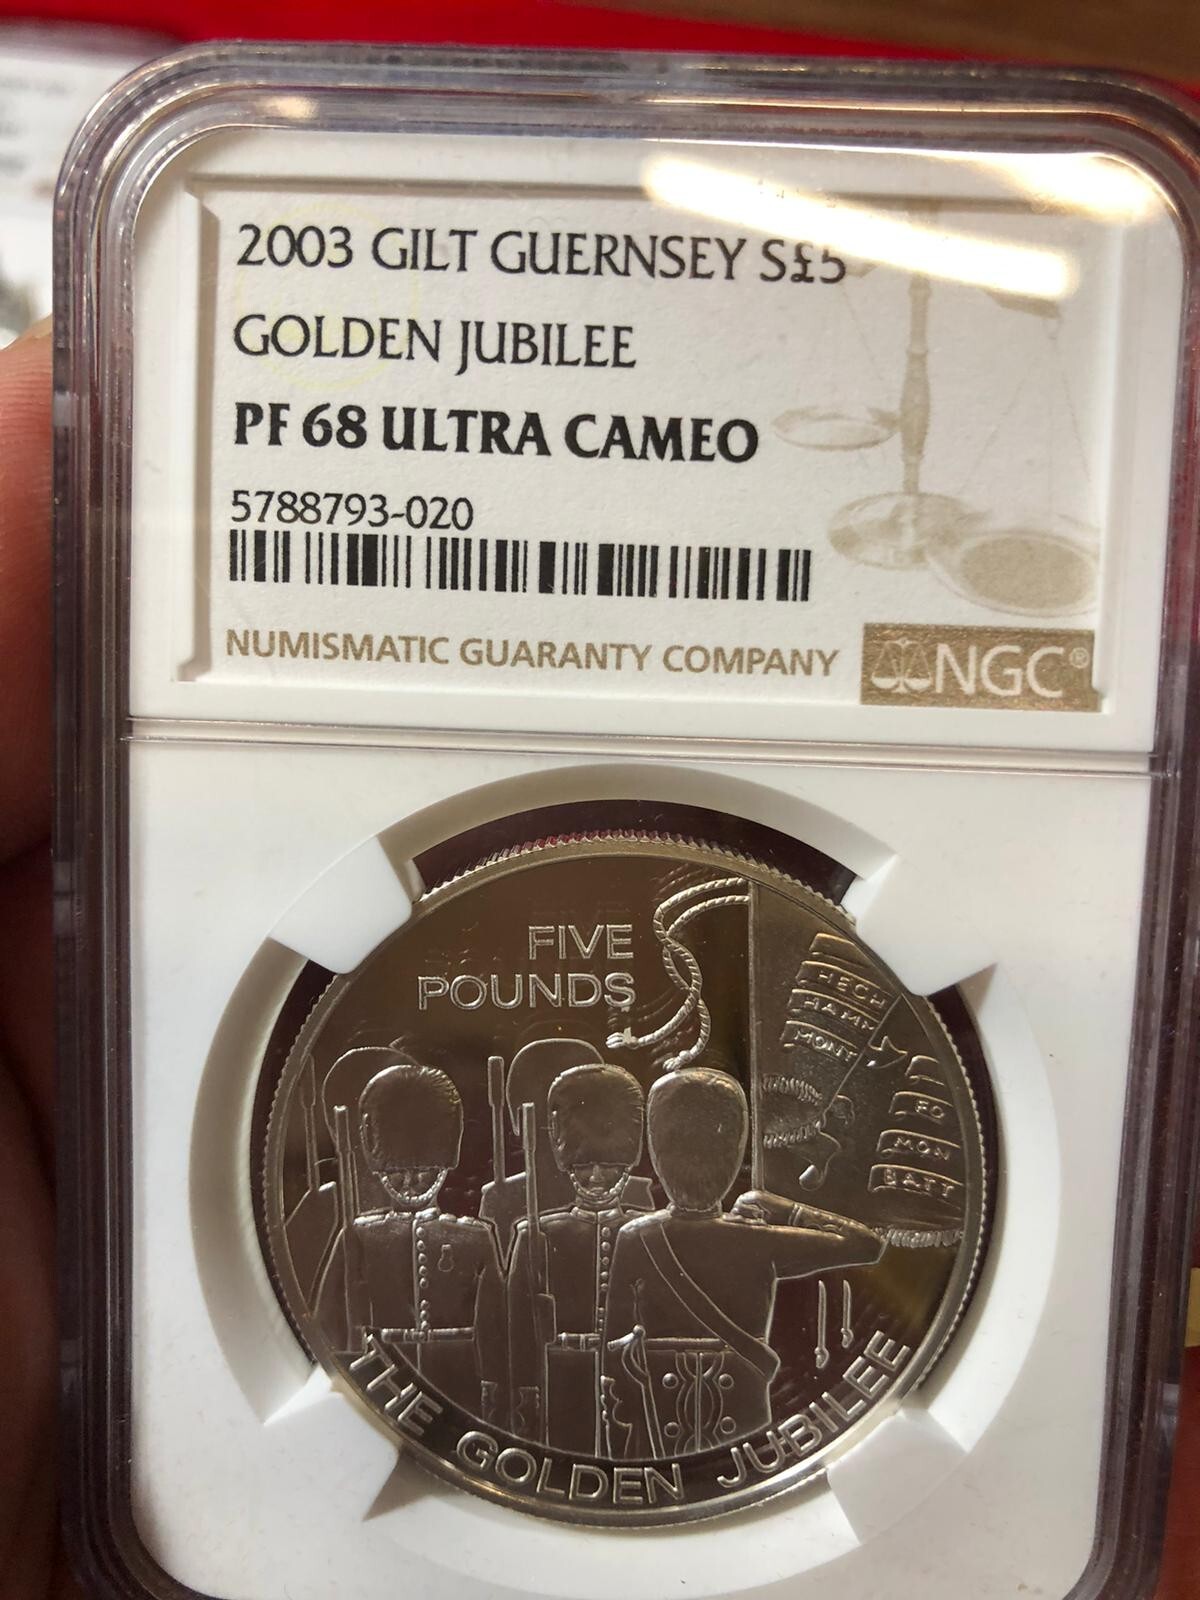 2003 GILT GUERNSEY S£5
GOLDEN JUBILEE
PF 68 ULTRA CAMEO
5788793-020
NUMISMATIC GUARANTY COMPANY
NGC®
FIVE
POUNDS
HECH
HAMM
MONT
FO
MON
BATT
THE GOLDEN JUBILEE